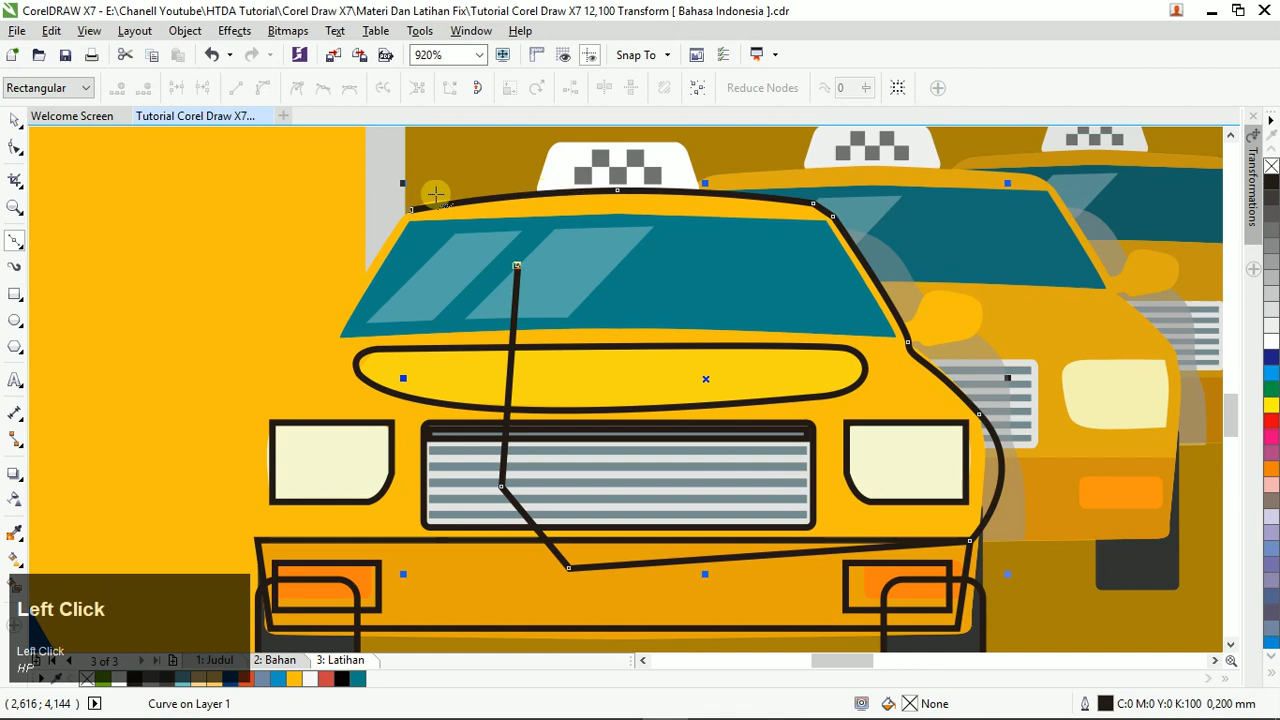 CorelDRAW X7 - E:\Chanell Youtube\HTDA Tutorial\Corel Draw X7\Materi Dan Latihan Fix\Tutorial Corel Draw X7 12,100 Transform [ Bahasa Indonesia ].cdr
File Edit View Layout Object Effects Bitmaps Text Table Tools Window Help
920% Snap To
Rectangular Reduce Nodes 0
Welcome Screen Tutorial Corel Draw X7...
Transformations
Left Click
Left Click
HP
3 of 3 1: Judul 2: Bahan 3: Latihan
(2,616; 4,144) Curve on Layer 1 None C:0 M:0 Y:0 K:100 0,200 mm